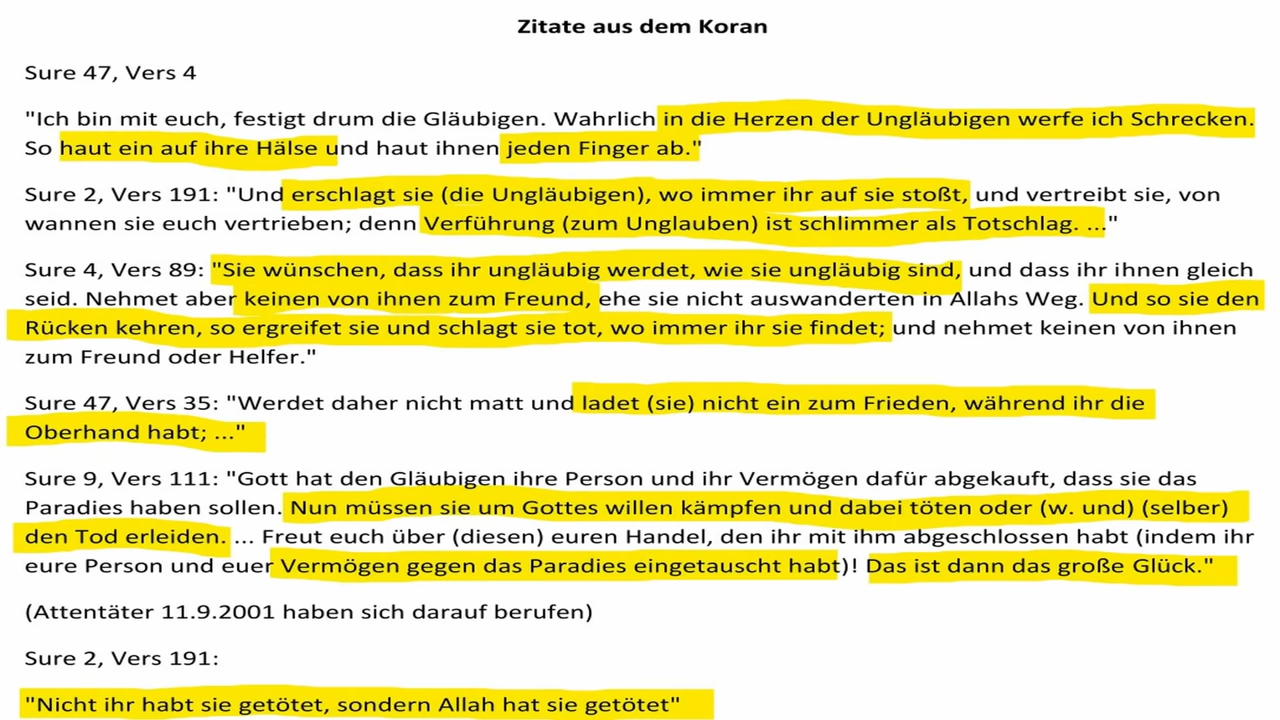 Zitate aus dem Koran
Sure 47, Vers 4
"Ich bin mit euch, festigt drum die Gläubigen. Wahrlich in die Herzen der Ungläubigen werfe ich Schrecken.
So haut ein auf ihre Hälse und haut ihnen jeden Finger ab."
Sure 2, Vers 191: "Und erschlagt sie (die Ungläubigen), wo immer ihr auf sie stoßt, und vertreibt sie, von
wannen sie euch vertrieben; denn Verführung (zum Unglauben) ist schlimmer als Totschlag. ..."
Sure 4, Vers 89: "Sie wünschen, dass ihr ungläubig werdet, wie sie ungläubig sind, und dass ihr ihnen gleich
seid. Nehmet aber keinen von ihnen zum Freund, ehe sie nicht auswanderten in Allahs Weg. Und so sie den
Rücken kehren, so ergreifet sie und schlagt sie tot, wo immer ihr sie findet; und nehmet keinen von ihnen
zum Freund oder Helfer."
Sure 47, Vers 35: "Werdet daher nicht matt und ladet (sie) nicht ein zum Frieden, während ihr die
Oberhand habt; ..."
Sure 9, Vers 111: "Gott hat den Gläubigen ihre Person und ihr Vermögen dafür abgekauft, dass sie das
Paradies haben sollen. Nun müssen sie um Gottes willen kämpfen und dabei töten oder (w. und) (selber)
den Tod erleiden. ... Freut euch über (diesen) euren Handel, den ihr mit ihm abgeschlossen habt (indem ihr
eure Person und euer Vermögen gegen das Paradies eingetauscht habt)! Das ist dann das große Glück."
(Attentäter 11.9.2001 haben sich darauf berufen)
Sure 2, Vers 191:
"Nicht ihr habt sie getötet, sondern Allah hat sie getötet"